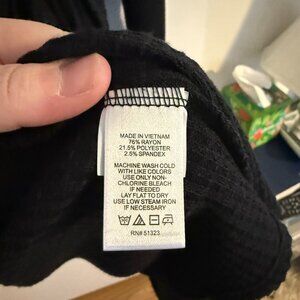 MADE IN VIETNAM
76% RAYON
21.5% POLYESTER
2.5% SPANDEX
MACHINE WASH COLD
WITH LIKE COLORS
USE ONLY NON-
CHLORINE BLEACH
IF NEEDED
LAY FLAT TO DRY
USE LOW STEAM IRON
IF NECESSARY
RN# 51323